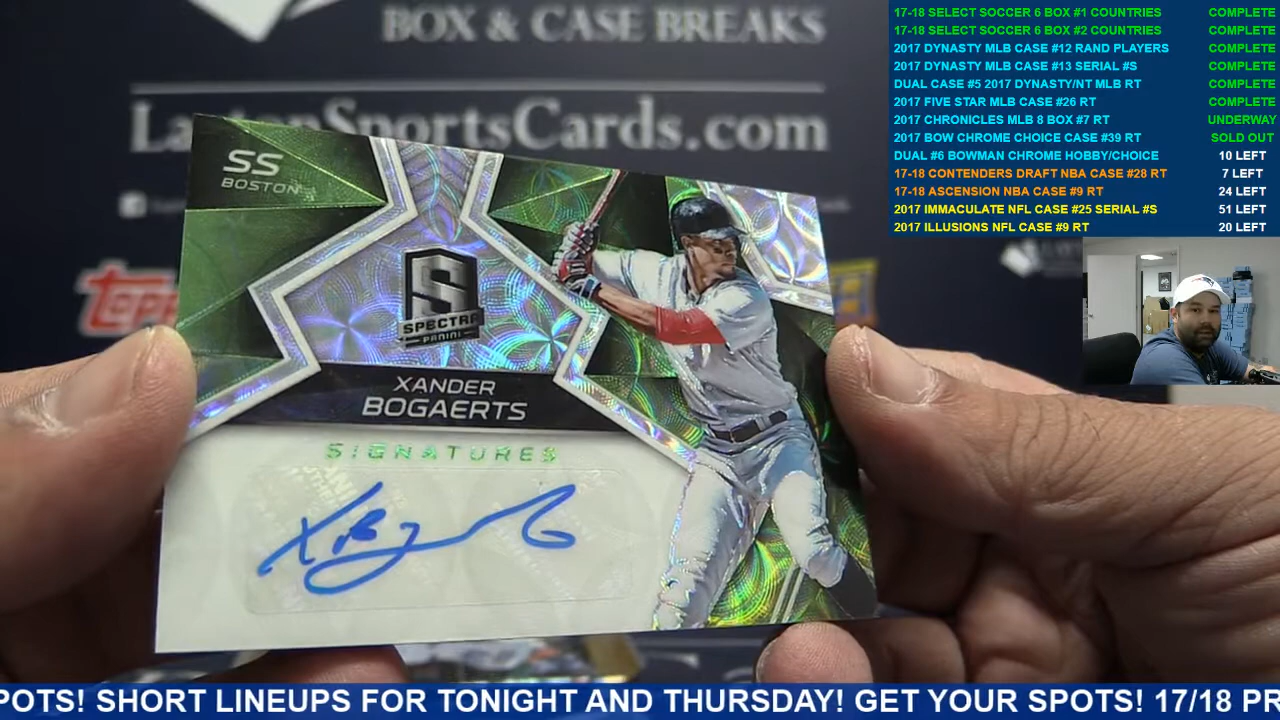 BOX & CASE BREAKS
SportsCards.com
SS
BOSTON
SPECTRA
PANINI
XANDER
BOGAERTS
SIGNATURES
17-18 SELECT SOCCER 6 BOX #1 COUNTRIES COMPLETE
17-18 SELECT SOCCER 6 BOX #2 COUNTRIES COMPLETE
2017 DYNASTY MLB CASE #12 RAND PLAYERS COMPLETE
2017 DYNASTY MLB CASE #13 SERIAL #S COMPLETE
DUAL CASE #5 2017 DYNASTY/NT MLB RT COMPLETE
2017 FIVE STAR MLB CASE #26 RT COMPLETE
2017 CHRONICLES MLB 8 BOX #7 RT UNDERWAY
2017 BOW CHROME CHOICE CASE #39 RT SOLD OUT
DUAL #6 BOWMAN CHROME HOBBY/CHOICE 10 LEFT
17-18 CONTENDERS DRAFT NBA CASE #28 RT 7 LEFT
17-18 ASCENSION NBA CASE #9 RT 24 LEFT
2017 IMMACULATE NFL CASE #25 SERIAL #S 51 LEFT
2017 ILLUSIONS NFL CASE #9 RT 20 LEFT
POTS! SHORT LINEUPS FOR TONIGHT AND THURSDAY! GET YOUR SPOTS! 17/18 PR